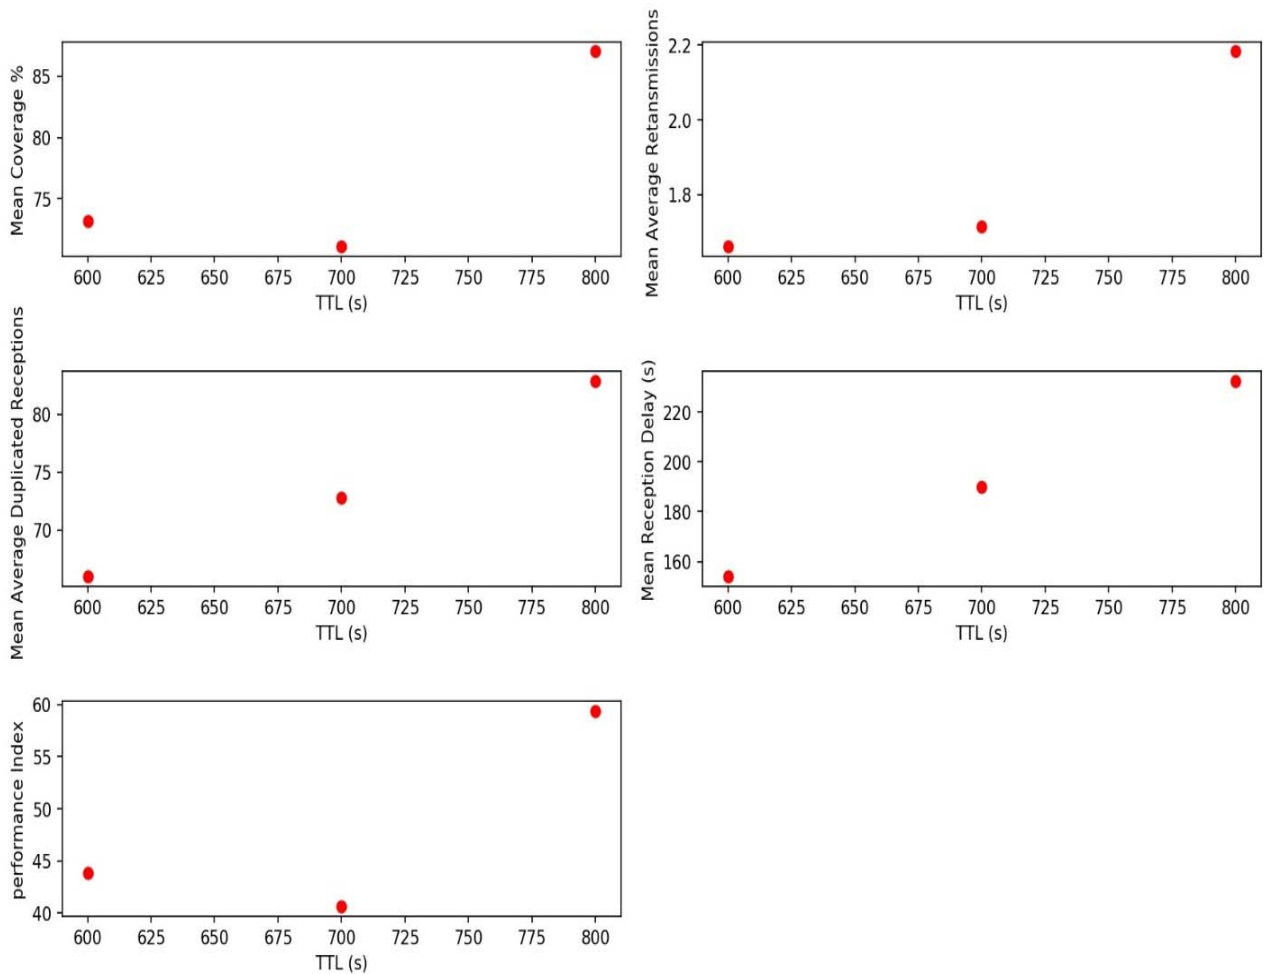 Mean Coverage %
85
80
75
600 625 650 675 700 725 750 775 800
TTL (s)
Mean Average Retansmissions
2.2
2.0
1.8
600 625 650 675 700 725 750 775 800
TTL (s)
Mean Average Duplicated Receptions
80
75
70
600 625 650 675 700 725 750 775 800
TTL (s)
Mean Reception Delay (s)
220
200
180
160
600 625 650 675 700 725 750 775 800
TTL (s)
performance Index
60
55
50
45
40
600 625 650 675 700 725 750 775 800
TTL (s)